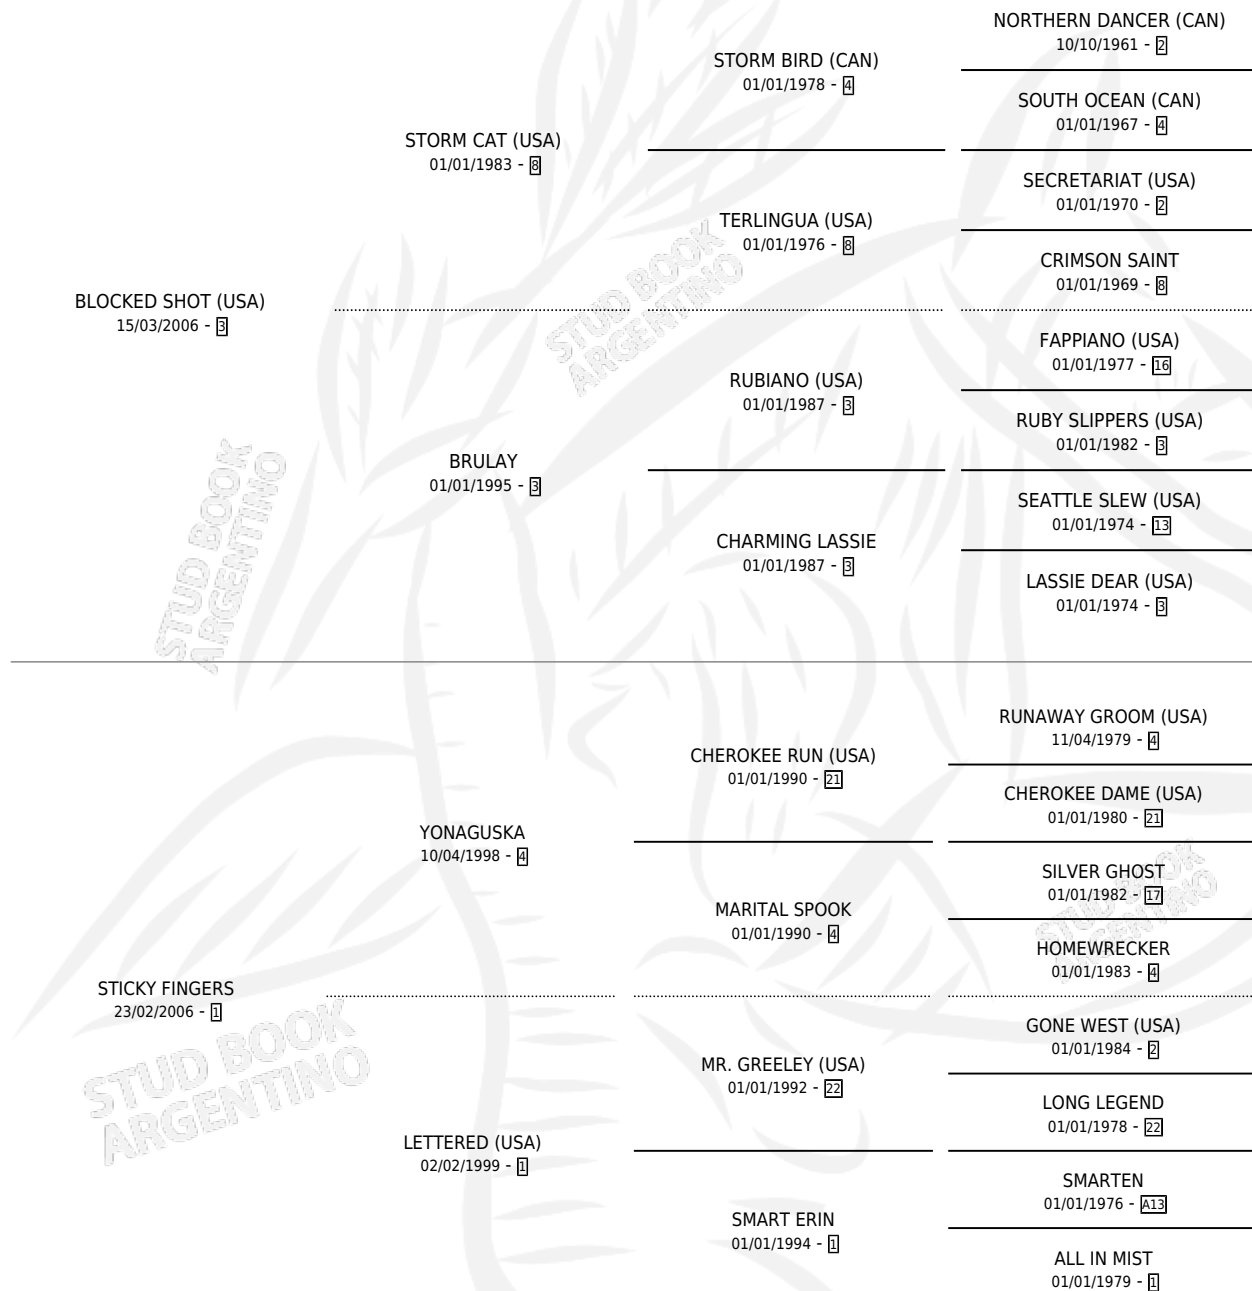 NORTHERN DANCER (CAN)
10/10/1961 - 2
STORM BIRD (CAN)
01/01/1978 - 4
SOUTH OCEAN (CAN)
01/01/1967 - 4
STORM CAT (USA)
01/01/1983 - 8
SECRETARIAT (USA)
01/01/1970 - 2
TERLINGUA (USA)
01/01/1976 - 8
CRIMSON SAINT
01/01/1969 - 8
BLOCKED SHOT (USA)
15/03/2006 - 3
FAPPIANO (USA)
01/01/1977 - 16
RUBIANO (USA)
01/01/1987 - 3
RUBY SLIPPERS (USA)
01/01/1982 - 3
BRULAY
01/01/1995 - 3
SEATTLE SLEW (USA)
01/01/1974 - 13
CHARMING LASSIE
01/01/1987 - 3
LASSIE DEAR (USA)
01/01/1974 - 3
RUNAWAY GROOM (USA)
11/04/1979 - 4
CHEROKEE RUN (USA)
01/01/1990 - 21
CHEROKEE DAME (USA)
01/01/1980 - 21
YONAGUSKA
10/04/1998 - 4
SILVER GHOST
01/01/1982 - 17
MARITAL SPOOK
01/01/1990 - 4
HOMEWRECKER
01/01/1983 - 4
STICKY FINGERS
23/02/2006 - 1
GONE WEST (USA)
01/01/1984 - 2
MR. GREELEY (USA)
01/01/1992 - 22
LONG LEGEND
01/01/1978 - 22
LETTERED (USA)
02/02/1999 - 1
SMARTEN
01/01/1976 - A13
SMART ERIN
01/01/1994 - 1
ALL IN MIST
01/01/1979 - 1
STUD BOOK
ARGENTINO
STUD BOOK
ARGENTINO
STUD BOOK
ARGENTINO
STUD BOOK
ARGENTINO